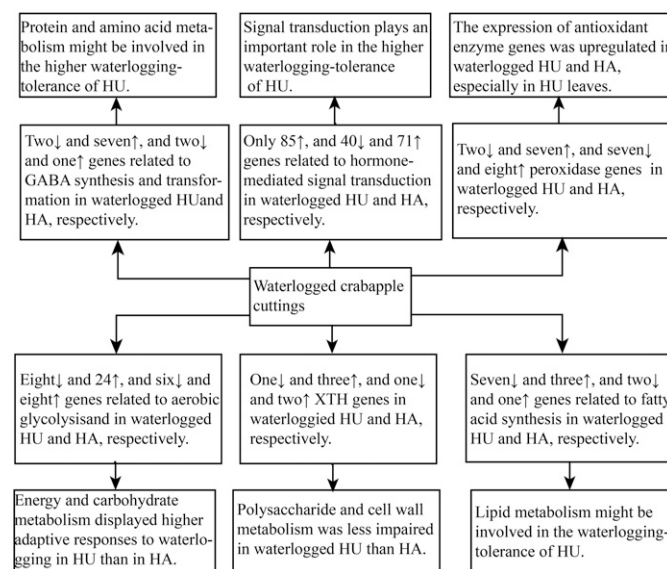 Protein and amino acid meta-
bolism might be involved in
the higher waterlogging-
tolerance of HU.
Signal transduction plays an
important role in the higher
waterlogging-tolerance
of HU.
The expression of antioxidant
enzyme genes was upregulated in
waterlogged HU and HA,
especially in HU leaves.
Two↓ and seven↑, and two↓
and one↑ genes related to
GABA synthesis and transfor-
mation in waterlogged HUand
HA, respectively.
Only 85↑, and 40↓ and 71↑
genes related to hormone-
mediated signal transduction
in waterlogged HU and HA,
respectively.
Two↓ and seven↑, and seven↓
and eight↑ peroxidase genes in
waterlogged HU and HA,
respectively.
Waterlogged crabapple
cuttings
Eight↓ and 24↑, and six↓ and
eight↑ genes related to aerobic
glycolysisand in waterlogged
HU and HA, respectively.
One↓ and three↑, and one↓
and two↑ XTH genes in
waterloggied HU and HA,
respectively.
Seven↓ and three↑, and two↓
and one↑ genes related to fatty
acid synthesis in waterlogged
HU and HA, respectively.
Energy and carbohydrate
metabolism displayed higher
adaptive responses to waterlo-
gging in HU than in HA.
Polysaccharide and cell wall
metabolism was less impaired
in waterlogged HU than HA.
Lipid metabolism might be
involved in the waterlogging-
tolerance of HU.